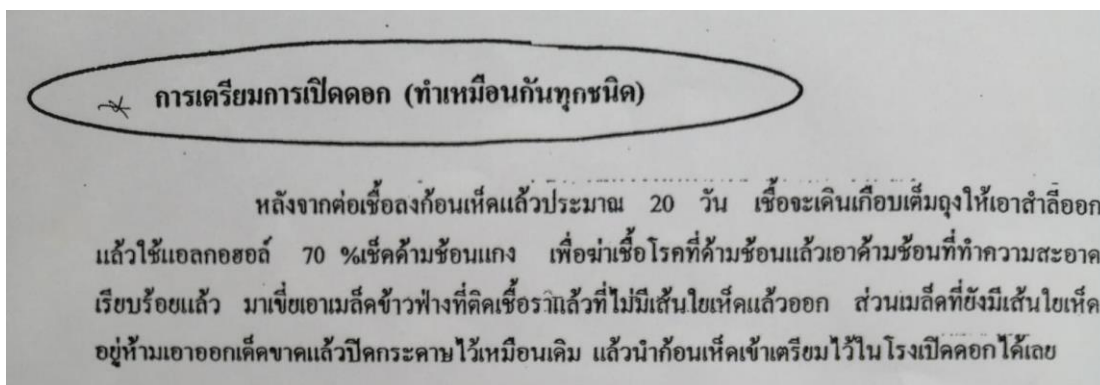 การเตรียมการเปิดดอก (ทำเหมือนกันทุกชนิด)
หลังจากต่อเชื้อลงก้อนเห็ดแล้วประมาณ 20 วัน เชื้อจะเดินเกือบเต็มถุงให้เอาสำลีออก
แล้วใช้แอลกอฮอล์ 70 %เช็ดด้ามช้อนแกง เพื่อฆ่าเชื้อโรคที่ด้ามช้อนแล้วเอาด้ามช้อนที่ทำความสะอาด
เรียบร้อยแล้ว มาเขี่ยเอาเมล็ดข้าวฟ่างที่ติดเชื้อราแล้วที่ไม่มีเส้นใยเห็ดแล้วออก ส่วนเมล็ดที่ยังมีเส้นใยเห็ด
อยู่ห้ามเอาออกเด็ดขาดแล้วปิดกระดาษไว้เหมือนเดิม แล้วนำก้อนเห็ดเข้าเตรียมไว้ในโรงเปิดดอกได้เลย